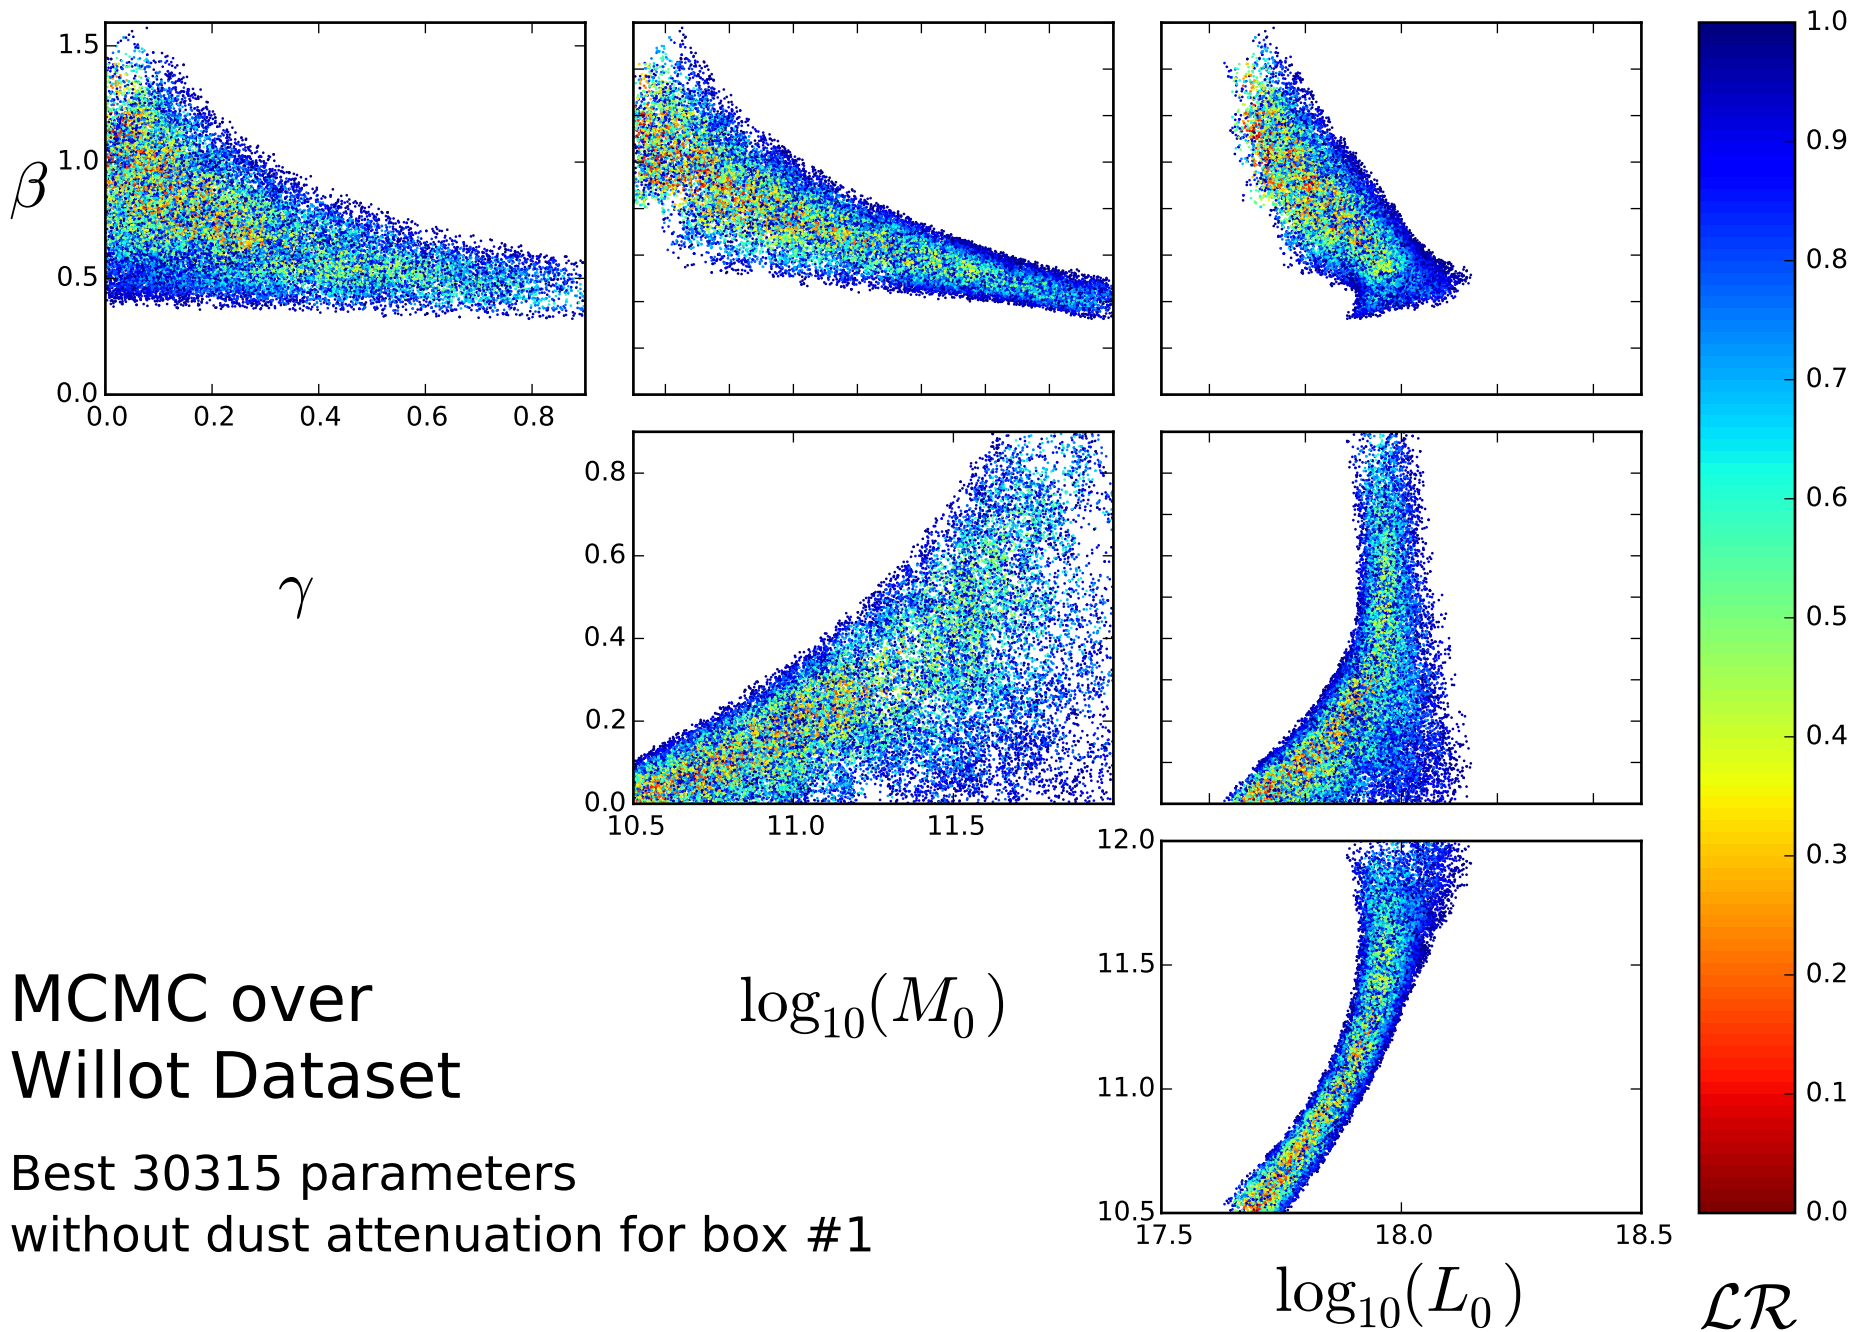 1.5
1.0
0.5
0.0
β
0.0 0.2 0.4 0.6 0.8
1.0
0.9
0.8
0.7
0.6
0.5
0.4
0.3
0.2
0.1
0.0
0.8
0.6
0.4
0.2
0.0
γ
10.5 11.0 11.5
12.0
11.5
11.0
10.5
log₁₀(M₀)
17.5 18.0 18.5
log₁₀(L₀)
ℒℛ
MCMC over
Willot Dataset
Best 30315 parameters
without dust attenuation for box #1